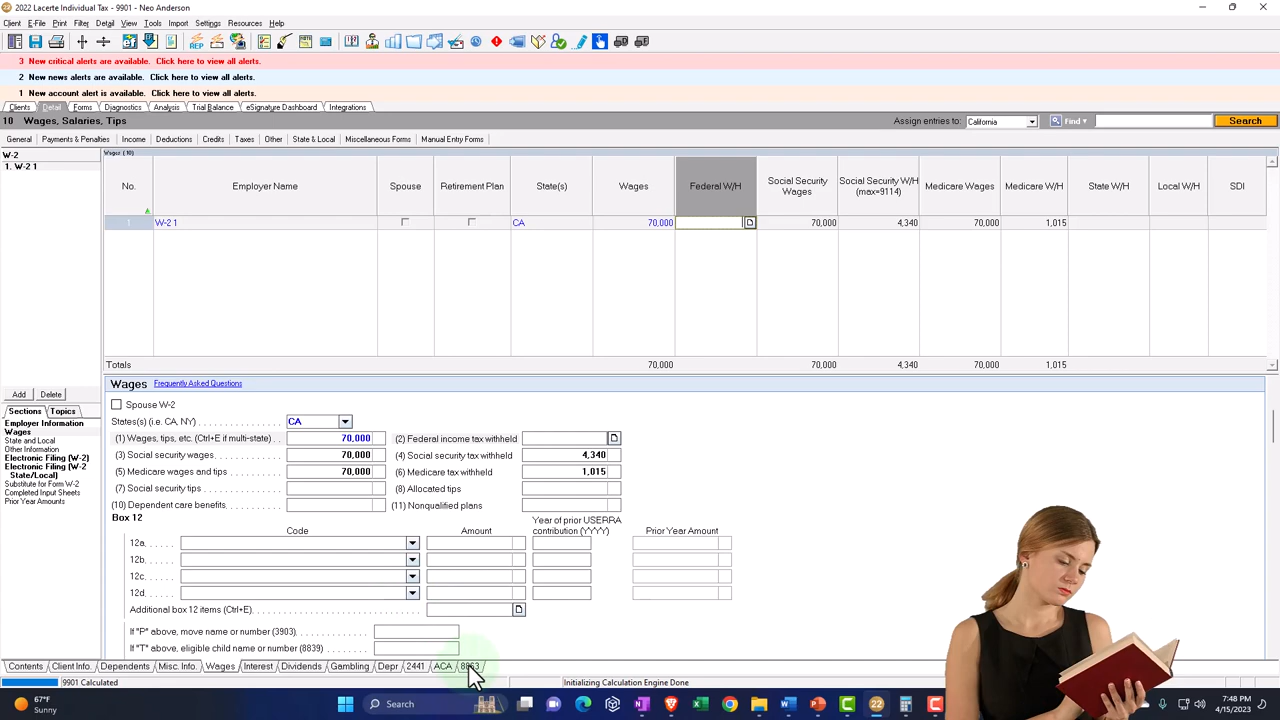 2022 Lacerte Individual Tax - 9901 - Neo Anderson
Client E-File Print Filter Detail View Tools Import Settings Resources Help
3 New critical alerts are available. Click here to view all alerts.
2 New news alerts are available. Click here to view all alerts.
1 New account alert is available. Click here to view all alerts.
Clients Detail Forms Diagnostics Analysis Trial Balance eSignature Dashboard Integrations
10 Wages, Salaries, Tips Assign entries to: California Find Search
General Payments & Penalties Income Deductions Credits Taxes Other State & Local Miscellaneous Forms Manual Entry Forms
W-2 Wages (10)
1. W-2 1
No. Employer Name Spouse Retirement Plan State(s) Wages Federal W/H Social Security Wages Social Security W/H (max=9114) Medicare Wages Medicare W/H State W/H Local W/H SDI
1 W-2 1 CA 70,000 70,000 4,340 70,000 1,015
Totals 70,000 70,000 4,340 70,000 1,015
Add Delete
Sections Topics
Employer Information
Wages
State and Local
Other Information
Electronic Filing (W-2)
Electronic Filing (W-2
State/Local)
Substitute for Form W-2
Completed Input Sheets
Prior Year Amounts
Wages Frequently Asked Questions
Spouse W-2
States(s) (i.e. CA, NY) CA
(1) Wages, tips, etc. (Ctrl+E if multi-state) 70,000 (2) Federal income tax withheld
(3) Social security wages 70,000 (4) Social security tax withheld 4,340
(5) Medicare wages and tips 70,000 (6) Medicare tax withheld 1,015
(7) Social security tips (8) Allocated tips
(10) Dependent care benefits (11) Nonqualified plans
Box 12 Code Amount Year of prior USERRA contribution (YYYY) Prior Year Amount
12a
12b
12c
12d
Additional box 12 items (Ctrl+E)
If "P" above, move name or number (3903)
If "T" above, eligible child name or number (8839)
Contents Client Info. Dependents Misc. Info. Wages Interest Dividends Gambling Depr 2441 ACA 8863
9901 Calculated Initializing Calculation Engine Done
67°F
Sunny
Search
7:48 PM
4/15/2023